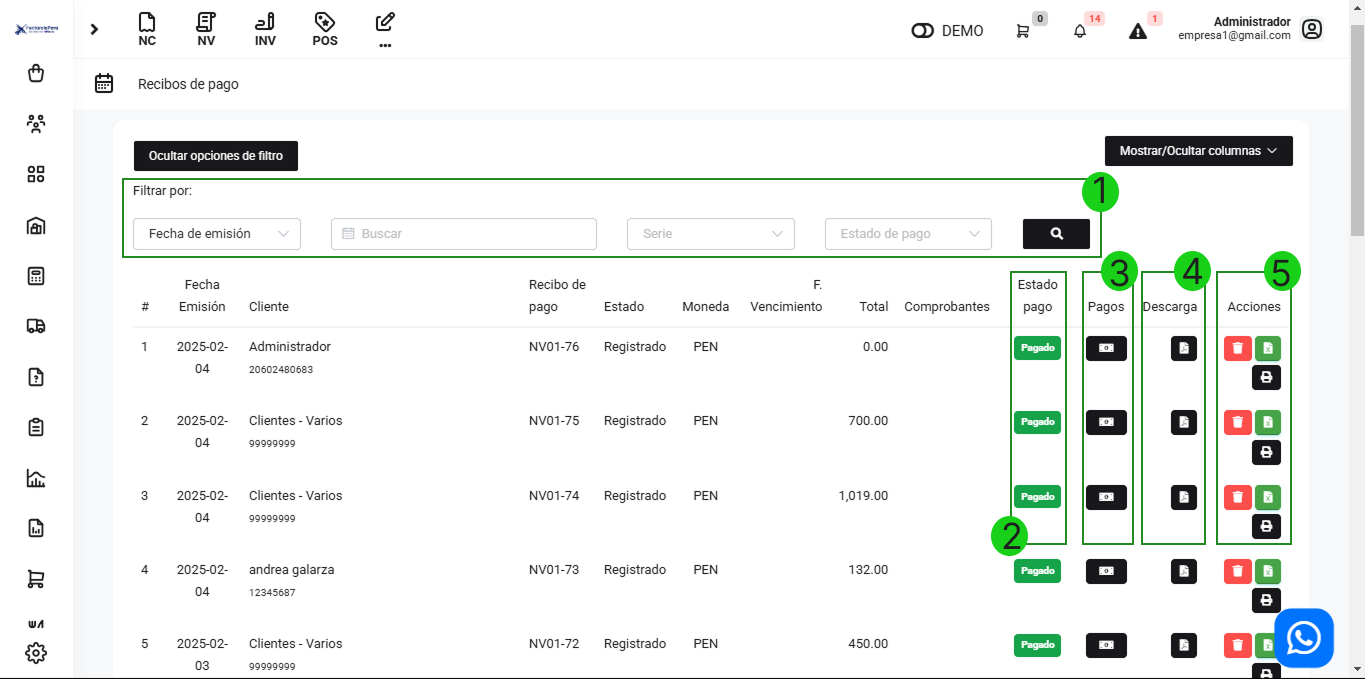 FacturaloPerú
NC
NV
INV
POS
...
DEMO
0
14
1
Administrador
empresa1@gmail.com
Recibos de pago
Ocultar opciones de filtro
Mostrar/Ocultar columnas
Filtrar por:
1
Fecha de emisión
Buscar
Serie
Estado de pago
3
4
5
# Fecha Emisión Cliente Recibo de pago Estado Moneda F. Vencimiento Total Comprobantes Estado pago Pagos Descarga Acciones
1 2025-02-04 Administrador NV01-76 Registrado PEN 0.00 Pagado
20602480683
2 2025-02-04 Clientes - Varios NV01-75 Registrado PEN 700.00 Pagado
99999999
3 2025-02-04 Clientes - Varios NV01-74 Registrado PEN 1,019.00 Pagado
99999999
2
4 2025-02-04 andrea galarza NV01-73 Registrado PEN 132.00 Pagado
12345687
5 2025-02-03 Clientes - Varios NV01-72 Registrado PEN 450.00 Pagado
99999999